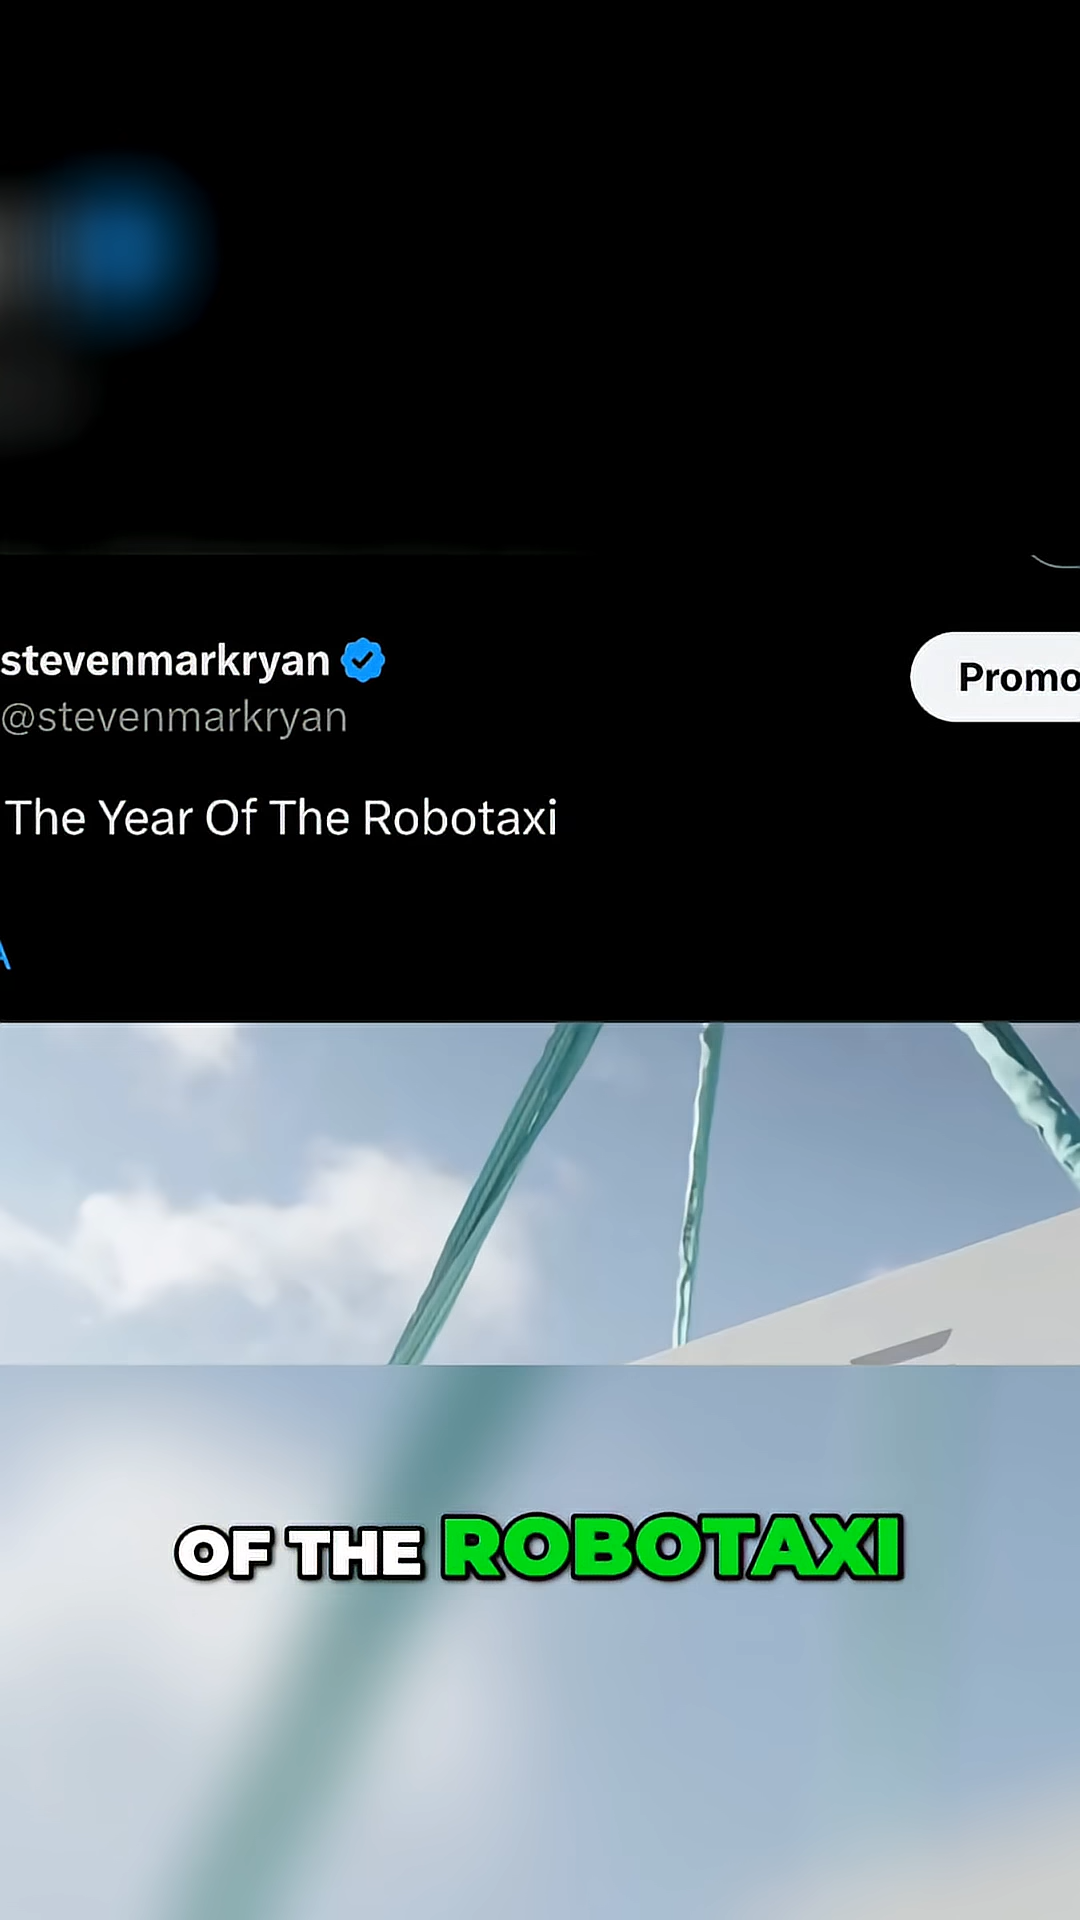 stevenmarkryan
@stevenmarkryan
Promo
The Year Of The Robotaxi
A
OF THE ROBOTAXI